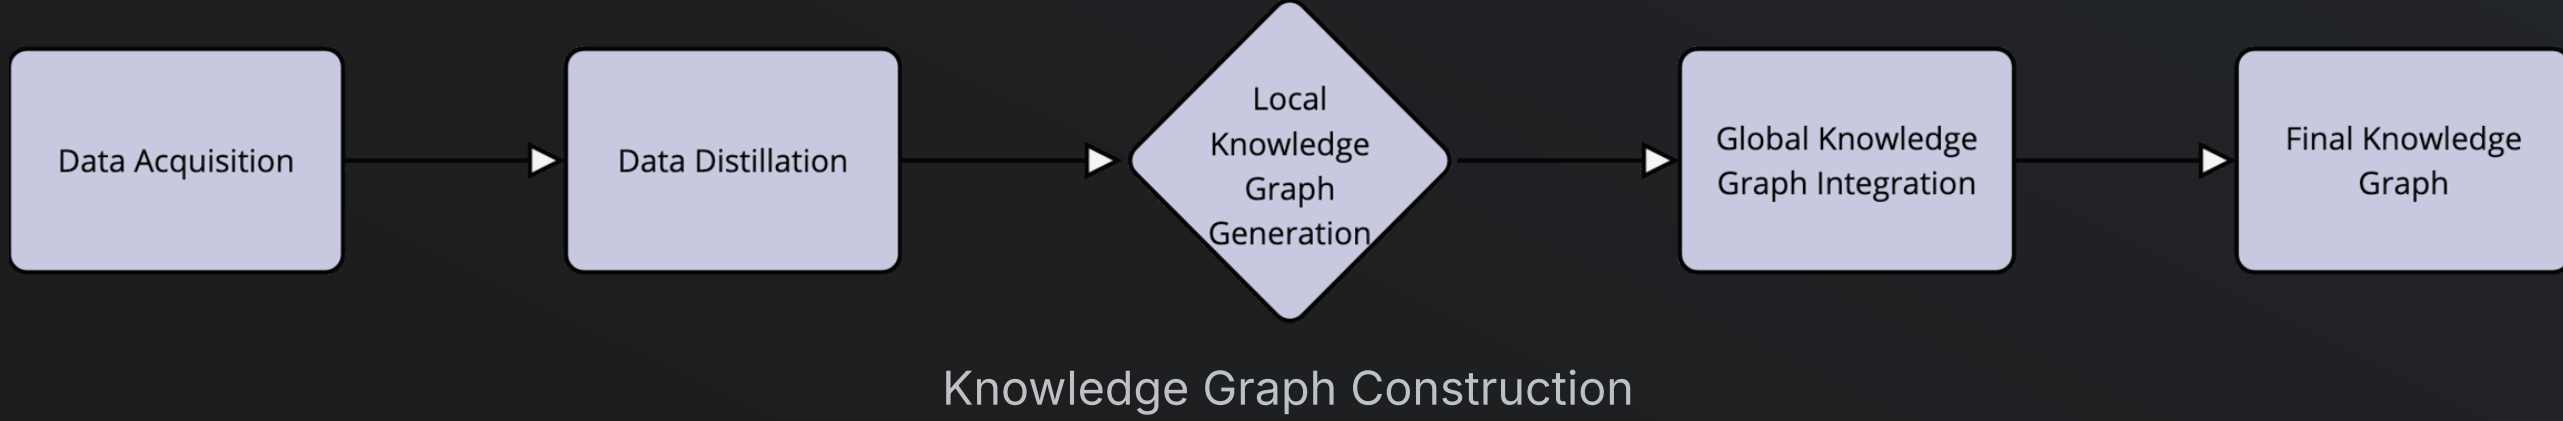 Data Acquisition
Data Distillation
Local
Knowledge
Graph
Generation
Global Knowledge
Graph Integration
Final Knowledge
Graph
Knowledge Graph Construction